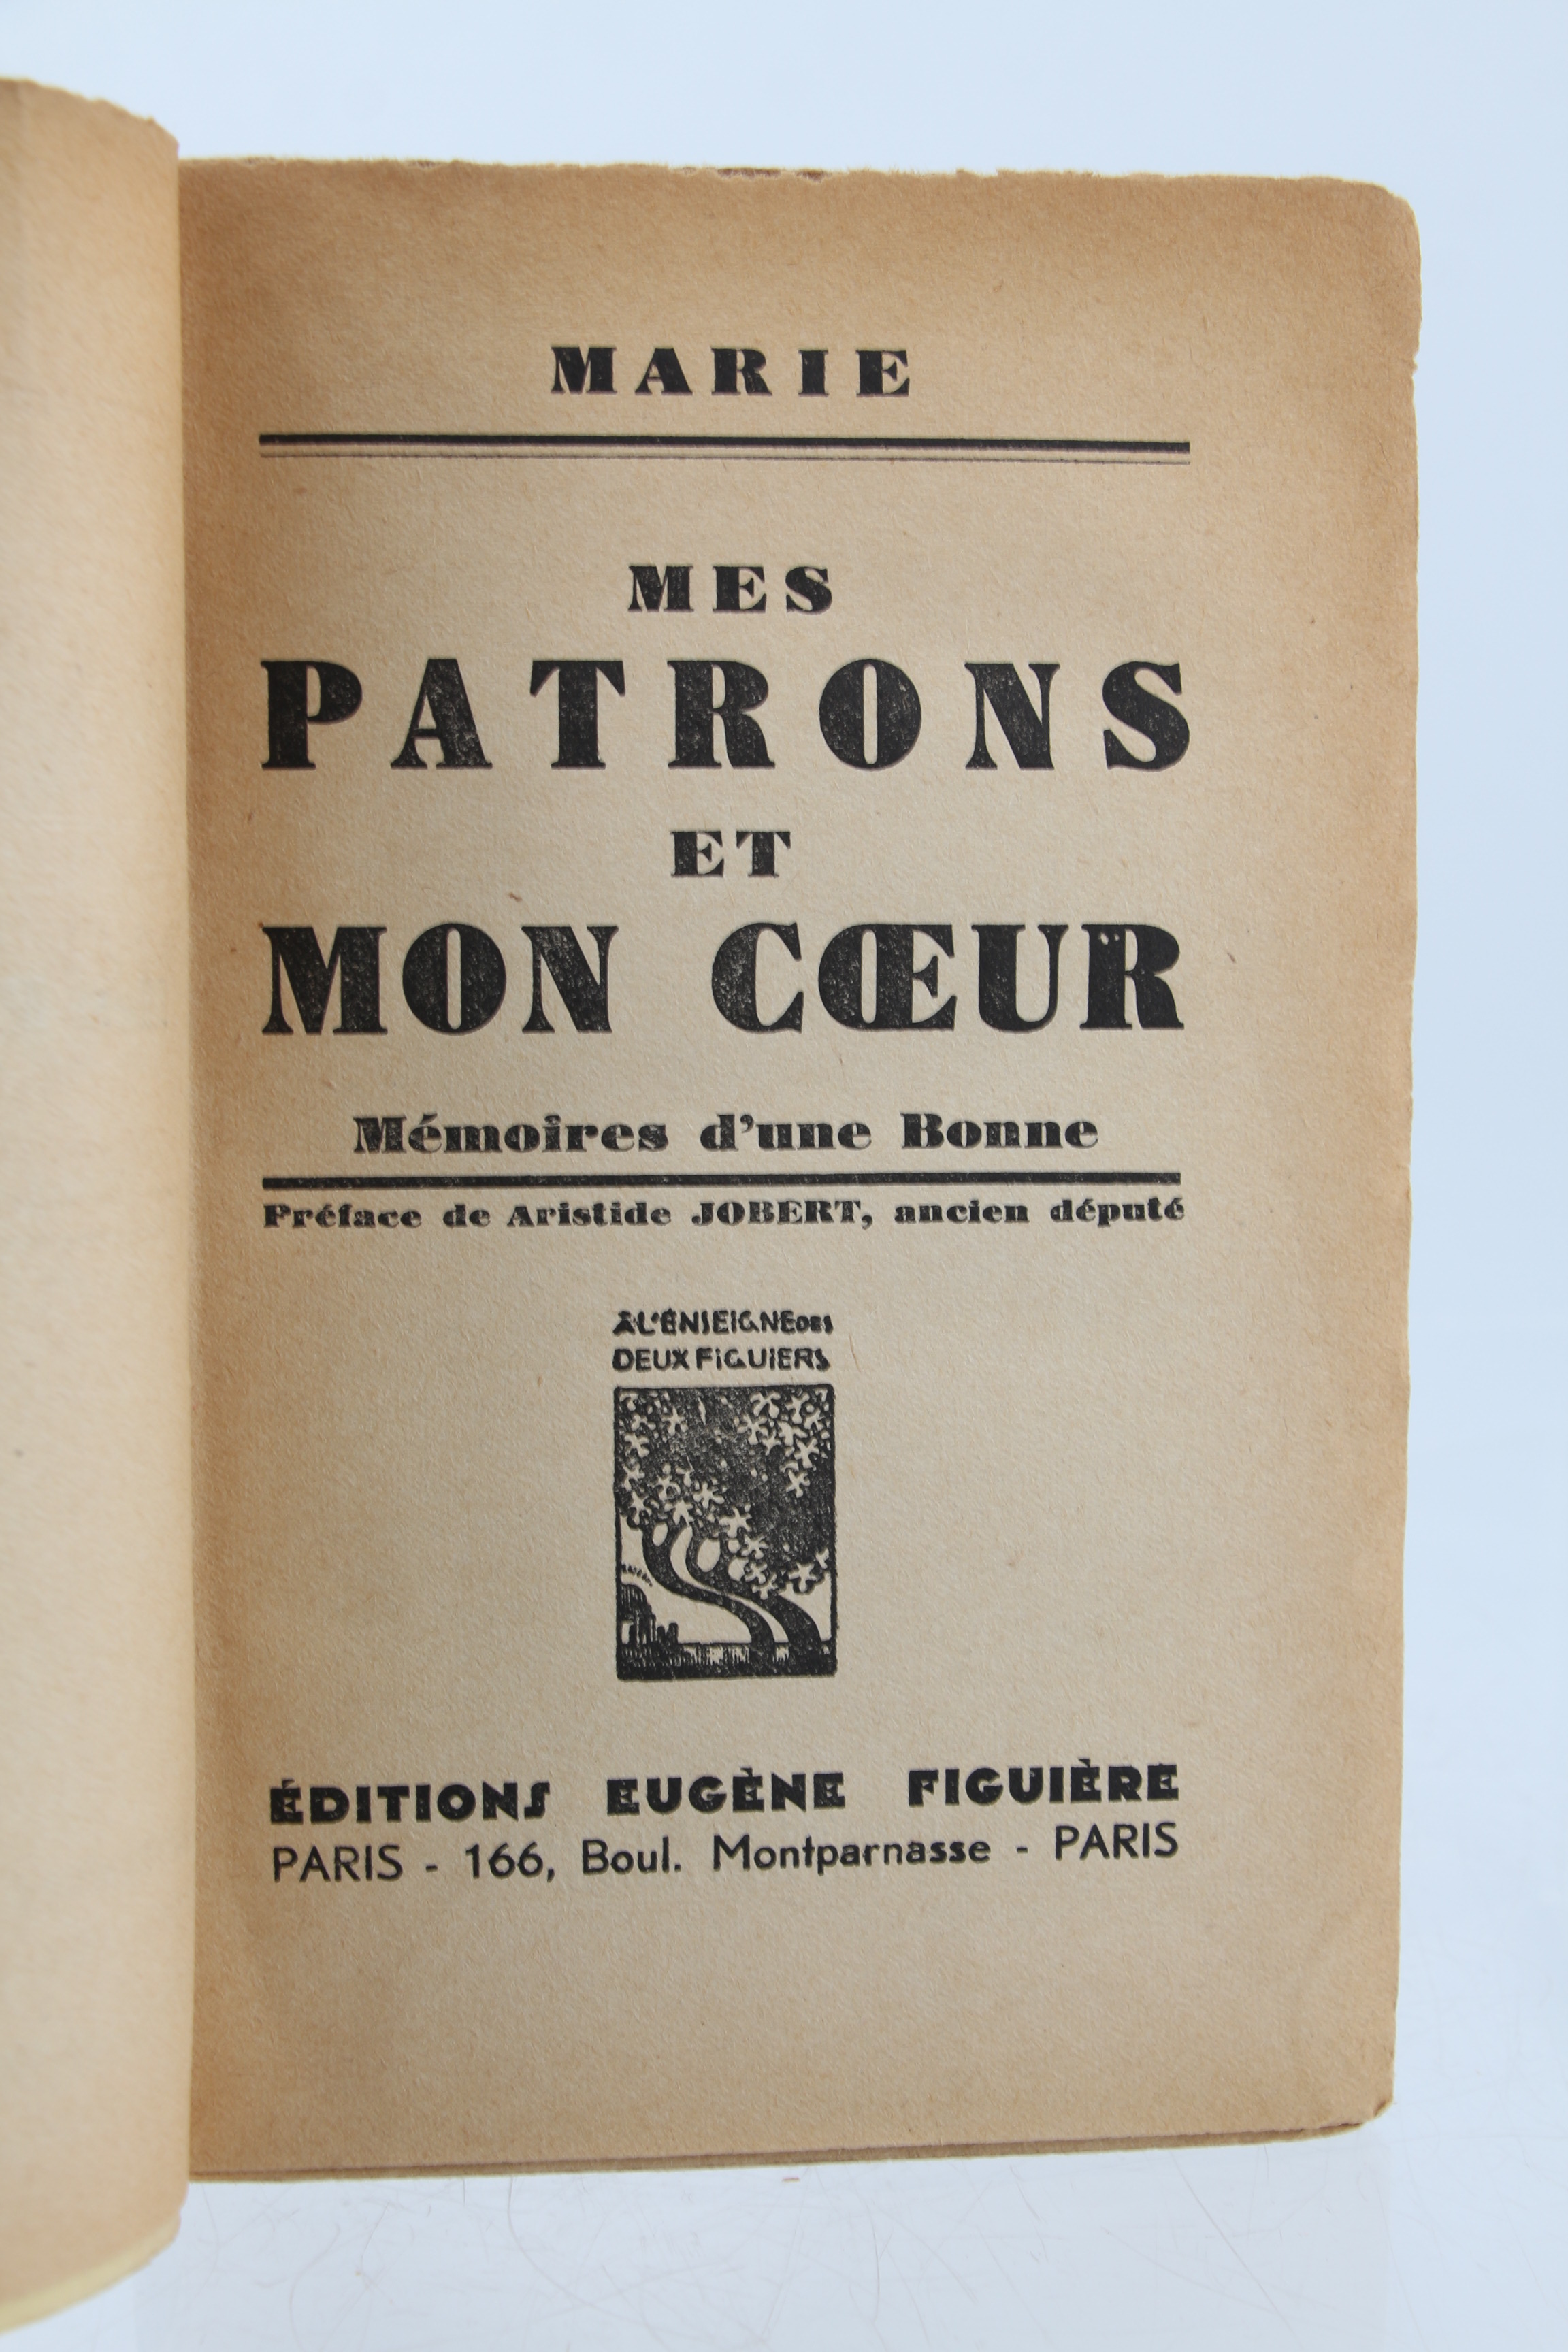 MARIE
MES
PATRONS
ET
MON CŒUR
Mémoires d'une Bonne
Préface de Aristide JOBERT, ancien député
A L'ENSEIGNE DES
DEUX FIGUIERS
ÉDITIONS EUGÈNE FIGUIÈRE
PARIS - 166, Boul. Montparnasse - PARIS